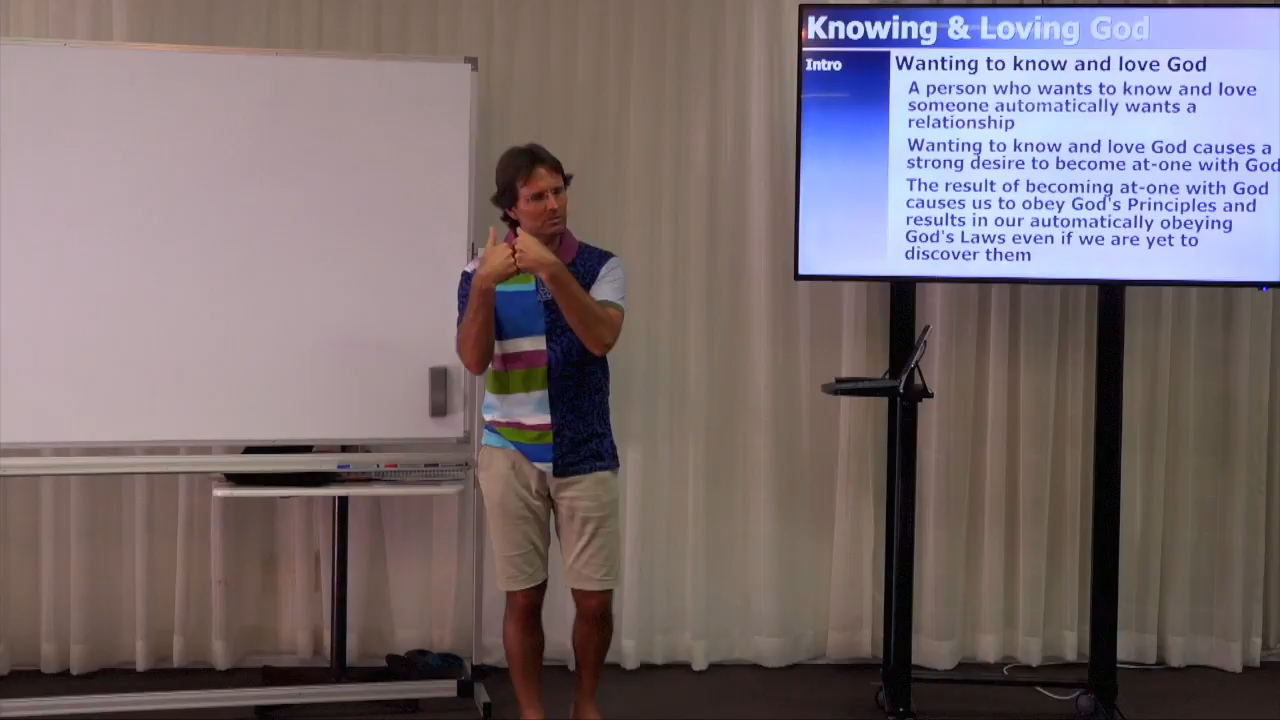 Knowing & Loving God
Intro
Wanting to know and love God
A person who wants to know and love
someone automatically wants a
relationship
Wanting to know and love God causes a
strong desire to become at-one with God
The result of becoming at-one with God
causes us to obey God's Principles and
results in our automatically obeying
God's Laws even if we are yet to
discover them